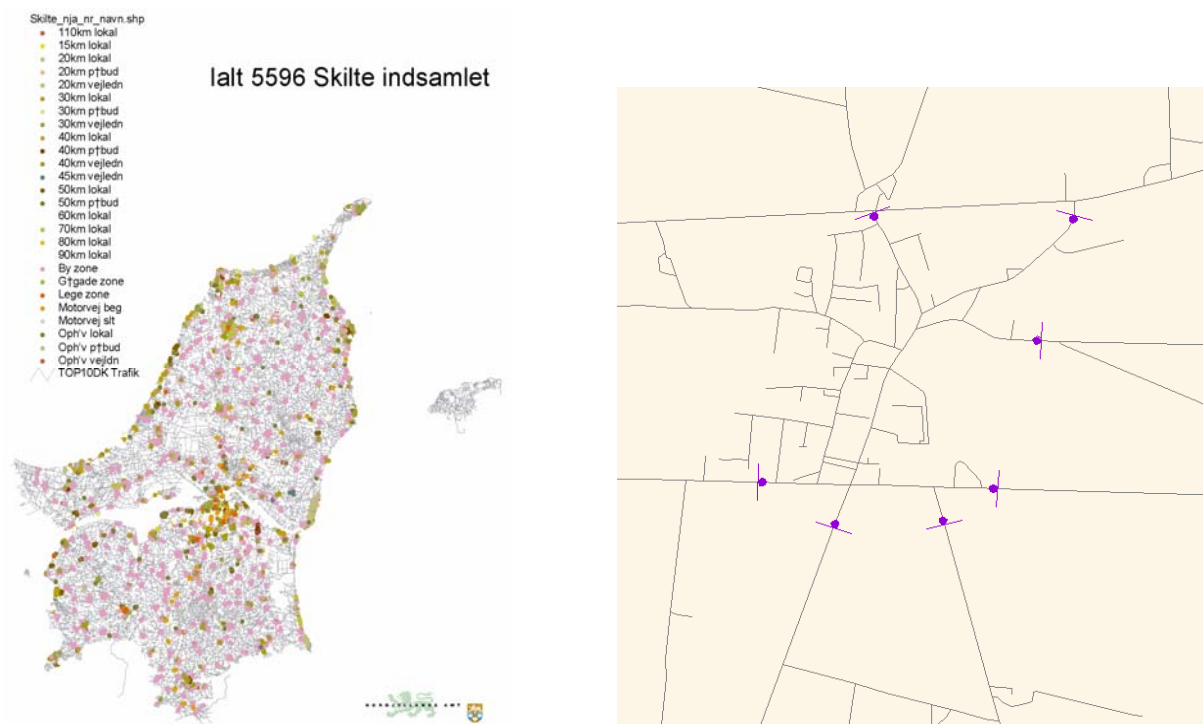 Skilte_nja_nr_navn.shp
110km lokal
15km lokal
20km lokal
20km p†bud
20km vejledn
30km lokal
30km p†bud
30km vejledn
40km lokal
40km p†bud
40km vejledn
45km vejledn
50km lokal
50km p†bud
60km lokal
70km lokal
80km lokal
90km lokal
By zone
G†gade zone
Lege zone
Motorvej beg
Motorvej slt
Oph'v lokal
Oph'v p†bud
Oph'v vejldn
TOP10DK Trafik
Ialt 5596 Skilte indsamlet
NORDJYLLANDS AMT